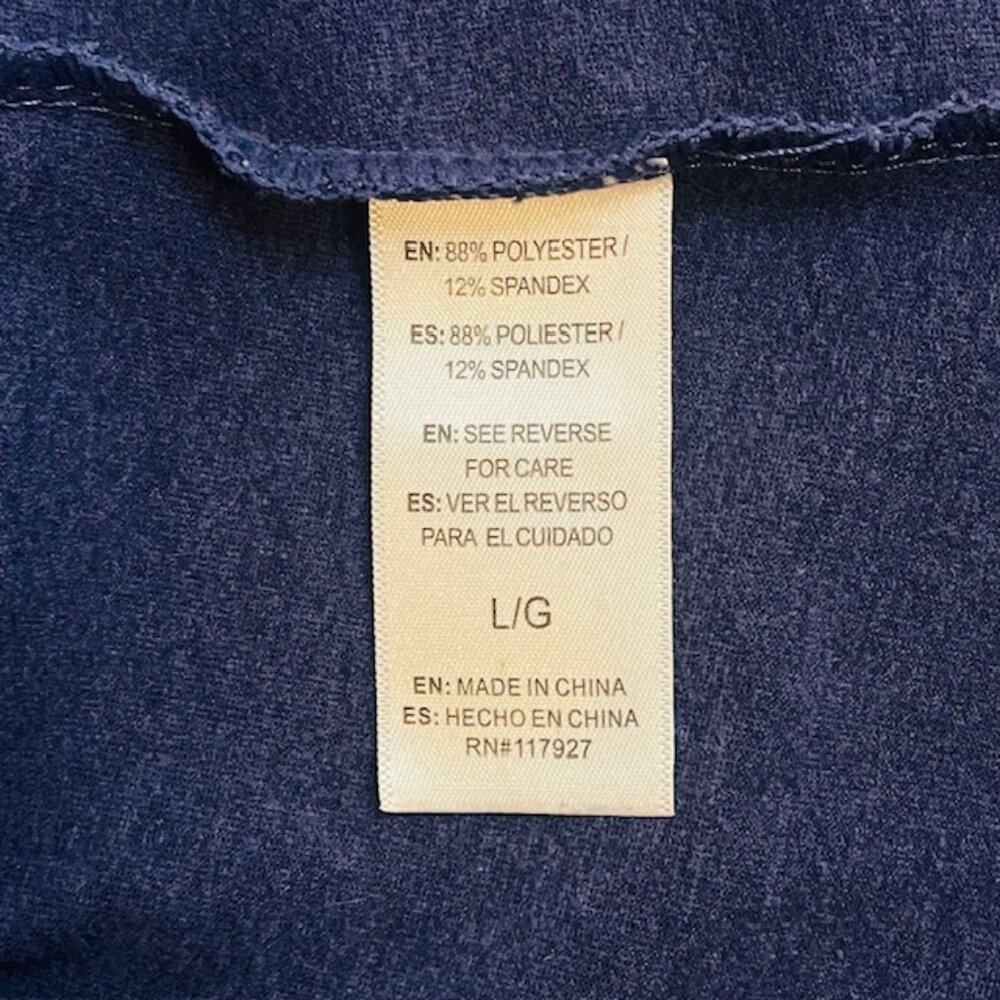 EN: 88% POLYESTER /
12% SPANDEX
ES: 88% POLIESTER /
12% SPANDEX
EN: SEE REVERSE
FOR CARE
ES: VER EL REVERSO
PARA EL CUIDADO
L/G
EN: MADE IN CHINA
ES: HECHO EN CHINA
RN#117927